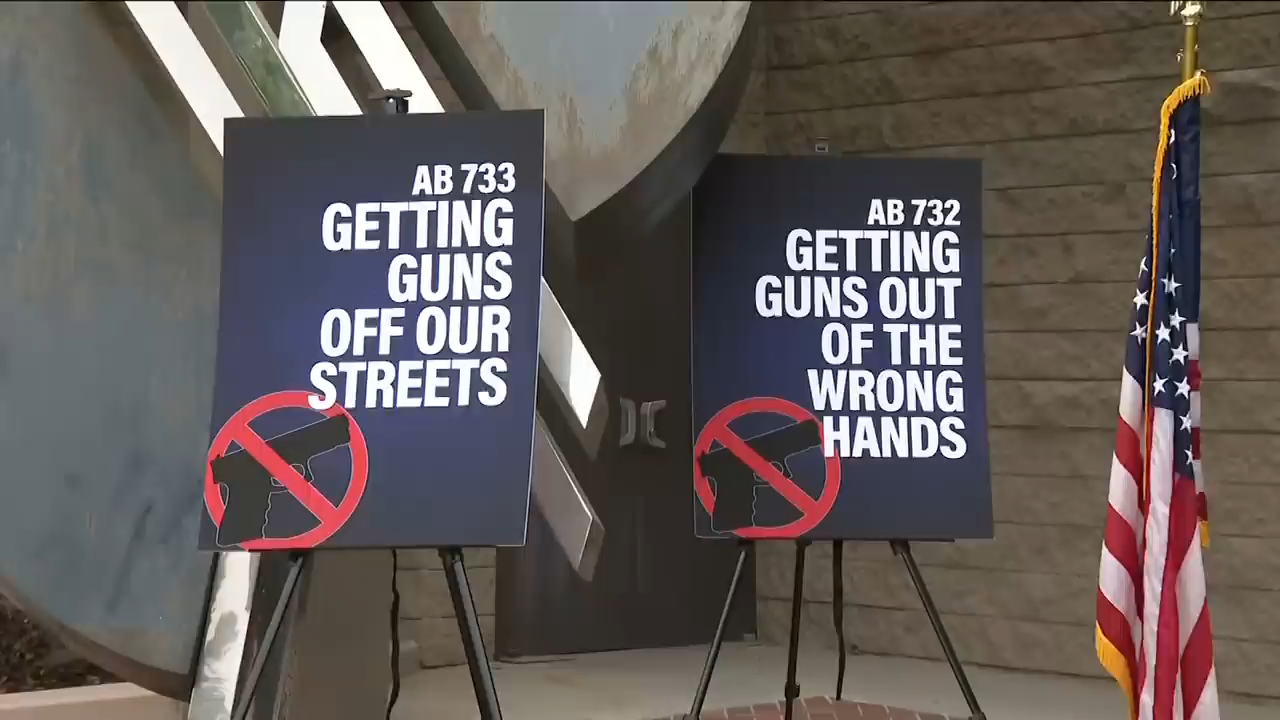 AB 733
GETTING
GUNS
OFF OUR
STREETS
AB 732
GETTING
GUNS OUT
OF THE
WRONG
HANDS